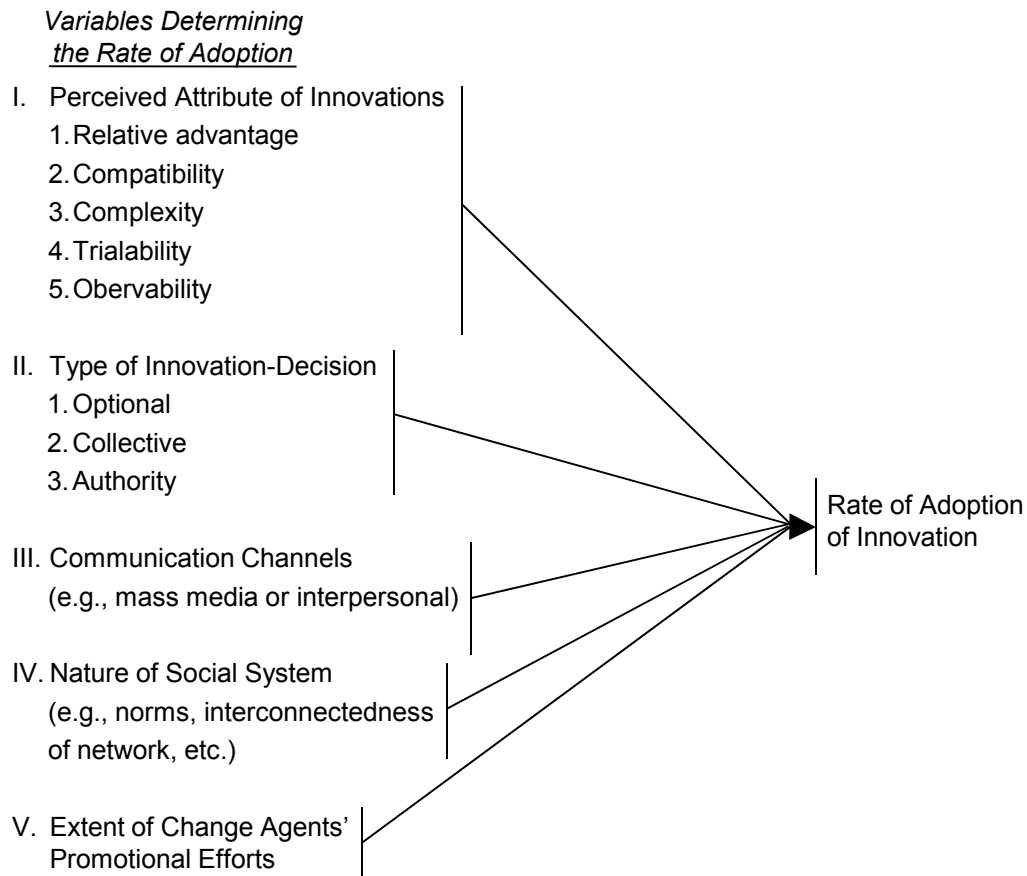 Variables Determining
the Rate of Adoption
I. Perceived Attribute of Innovations
1. Relative advantage
2. Compatibility
3. Complexity
4. Trialability
5. Obervability
II. Type of Innovation-Decision
1. Optional
2. Collective
3. Authority
III. Communication Channels
(e.g., mass media or interpersonal)
IV. Nature of Social System
(e.g., norms, interconnectedness
of network, etc.)
V. Extent of Change Agents’
Promotional Efforts
Rate of Adoption
of Innovation